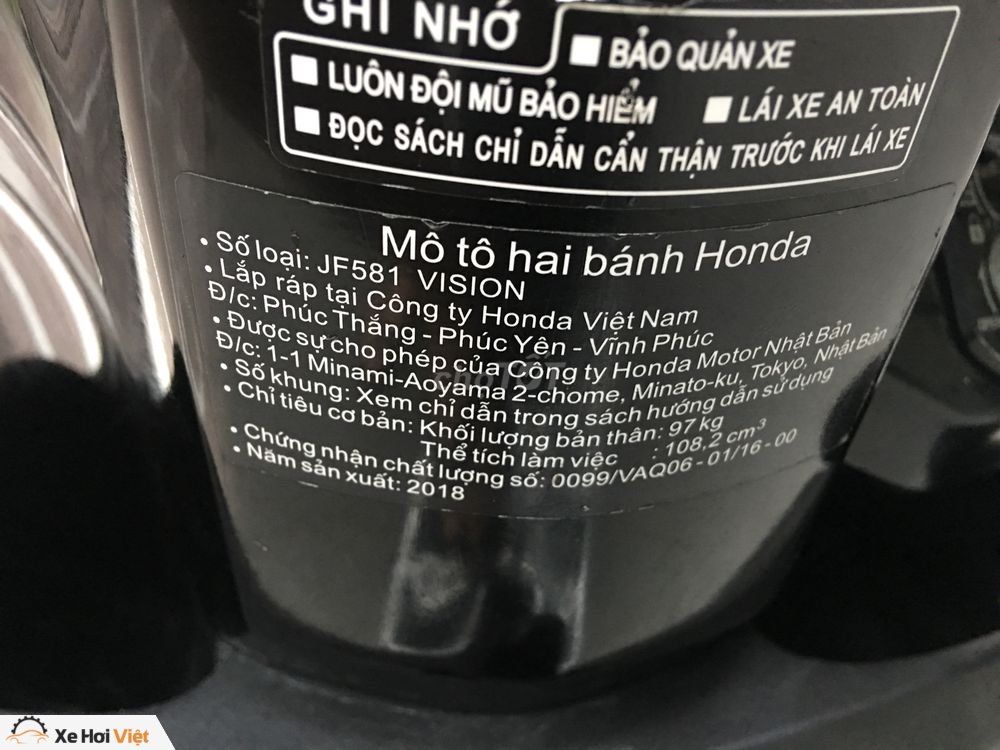 GHI NHỚ
BẢO QUẢN XE
LUÔN ĐỘI MŨ BẢO HIỂM
LÁI XE AN TOÀN
ĐỌC SÁCH CHỈ DẪN CẨN THẬN TRƯỚC KHI LÁI XE
Mô tô hai bánh Honda
• Số loại: JF581 VISION
• Lắp ráp tại Công ty Honda Việt Nam
Đ/c: Phúc Thắng - Phúc Yên - Vĩnh Phúc
• Được sự cho phép của Công ty Honda Motor Nhật Bản
Đ/c: 1-1 Minami-Aoyama 2-chome, Minato-ku, Tokyo, Nhật Bản
• Số khung: Xem chỉ dẫn trong sách hướng dẫn sử dụng
• Chỉ tiêu cơ bản: Khối lượng bản thân: 97 kg
Thể tích làm việc : 108,2 cm³
• Chứng nhận chất lượng số: 0099/VAQ06 - 01/16 - 00
• Năm sản xuất: 2018
Xe Hơi Việt